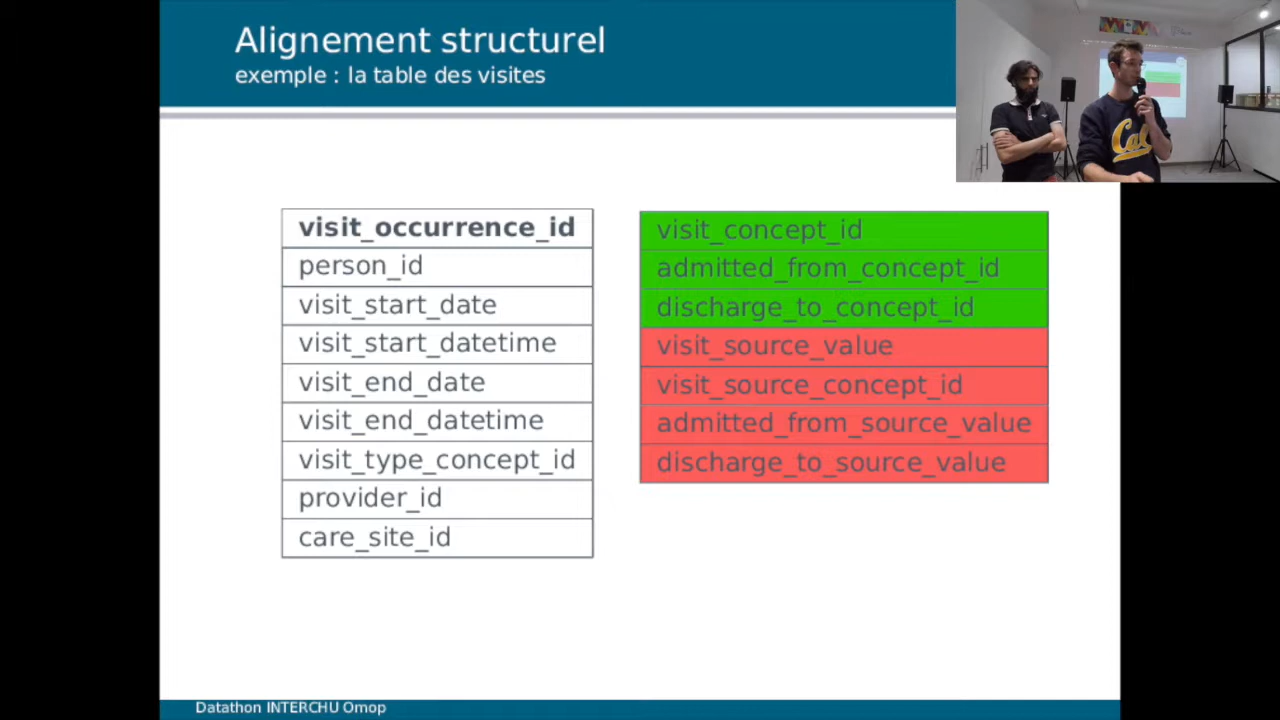 Alignement structurel
exemple : la table des visites
visit_occurrence_id
person_id
visit_start_date
visit_start_datetime
visit_end_date
visit_end_datetime
visit_type_concept_id
provider_id
care_site_id
visit_concept_id
admitted_from_concept_id
discharge_to_concept_id
visit_source_value
visit_source_concept_id
admitted_from_source_value
discharge_to_source_value
Datathon INTERCHU Omop
Cal